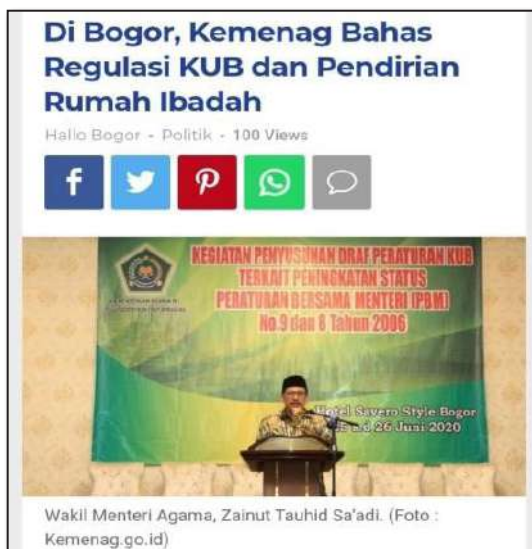 Di Bogor, Kemenag Bahas
Regulasi KUB dan Pendirian
Rumah Ibadah
Hallo Bogor - Politik - 100 Views
KEGIATAN PENYUSUNAN DRAF PERATURAN KUB
TERKAIT PENINGKATAN STATUS
PERATURAN BERSAMA MENTERI (PBM)
No.9 dan 8 Tahun 2006
Hotel Savero Style Bogor
26 Juni 2020
Wakil Menteri Agama, Zainut Tauhid Sa'adi. (Foto :
Kemenag.go.id)